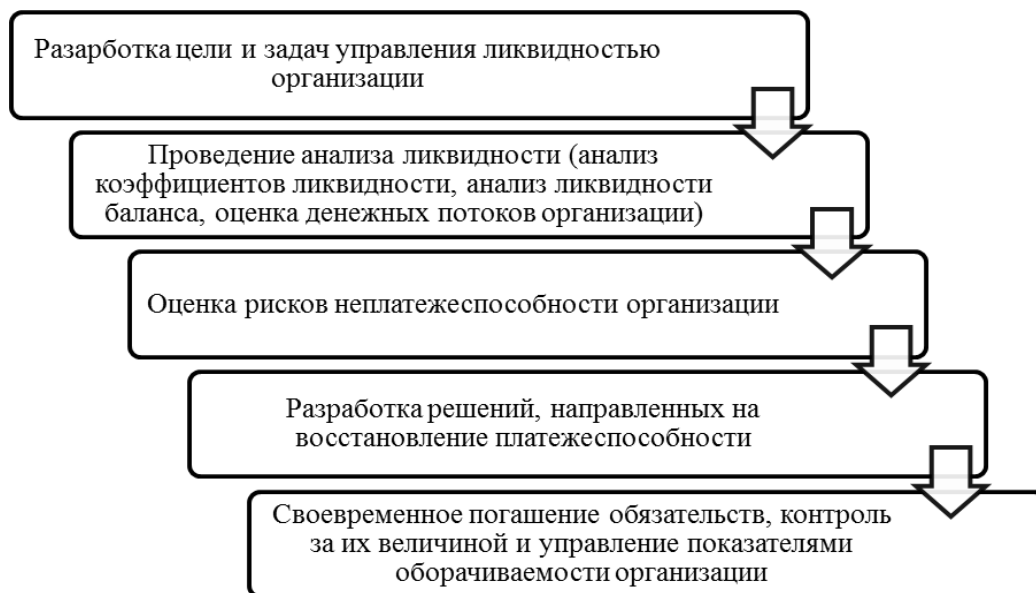 Разарботка цели и задач управления ликвидностью
организации
Проведение анализа ликвидности (анализ
коэффициентов ликвидности, анализ ликвидности
баланса, оценка денежных потоков организации)
Оценка рисков неплатежеспособности организации
Разработка решений, направленных на
восстановление платежеспособности
Своевременное погашение обязательств, контроль
за их величиной и управление показателями
оборачиваемости организации